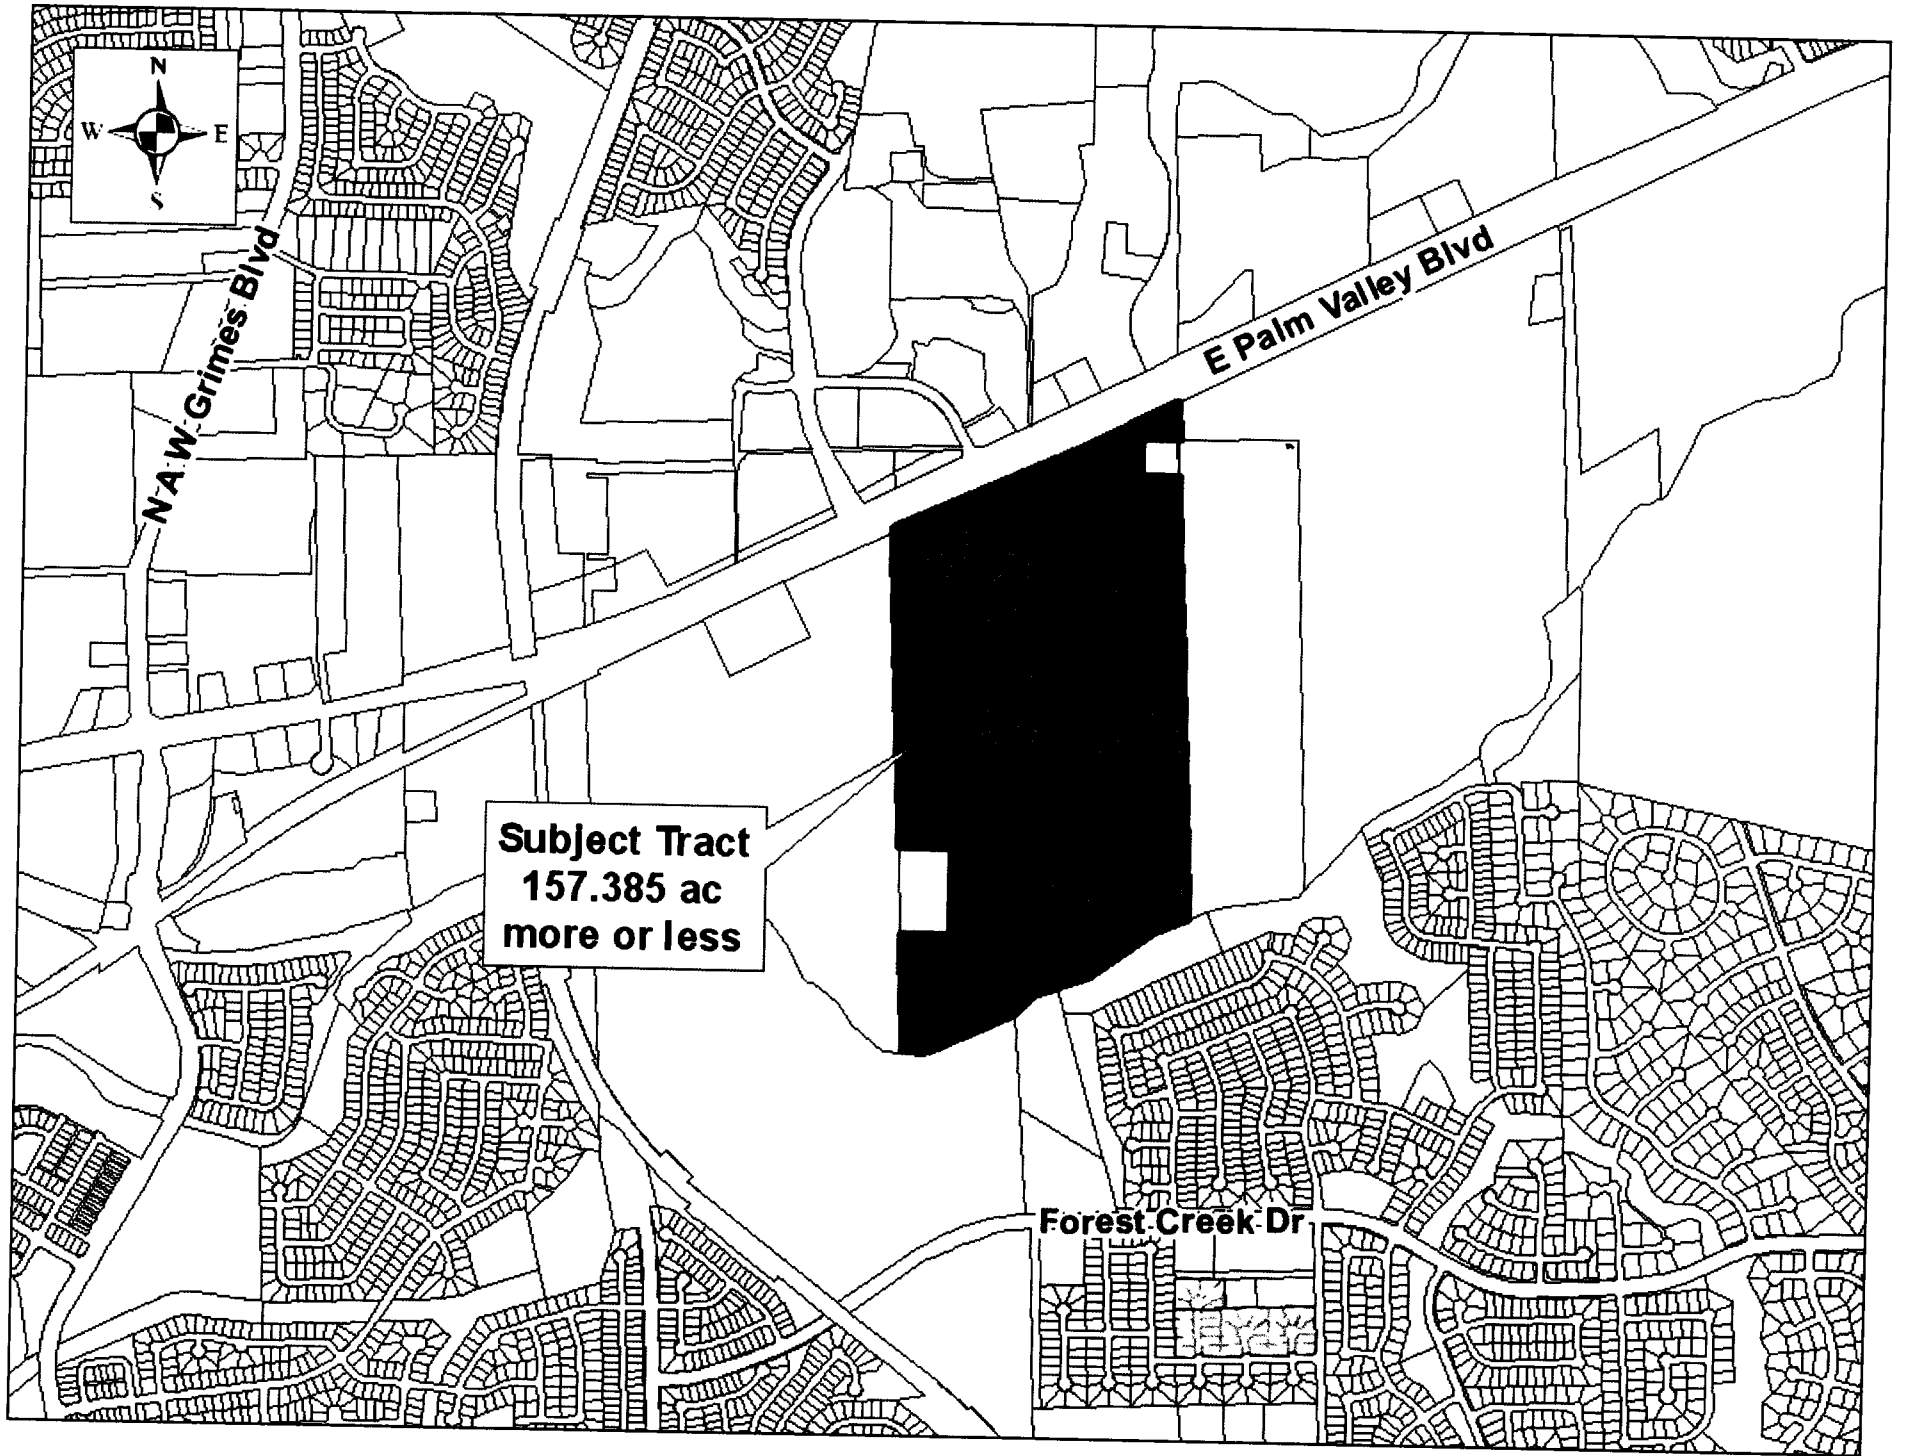 N
W E
S
N A W Grimes Blvd
E Palm Valley Blvd
Subject Tract
157.385 ac
more or less
Forest Creek Dr